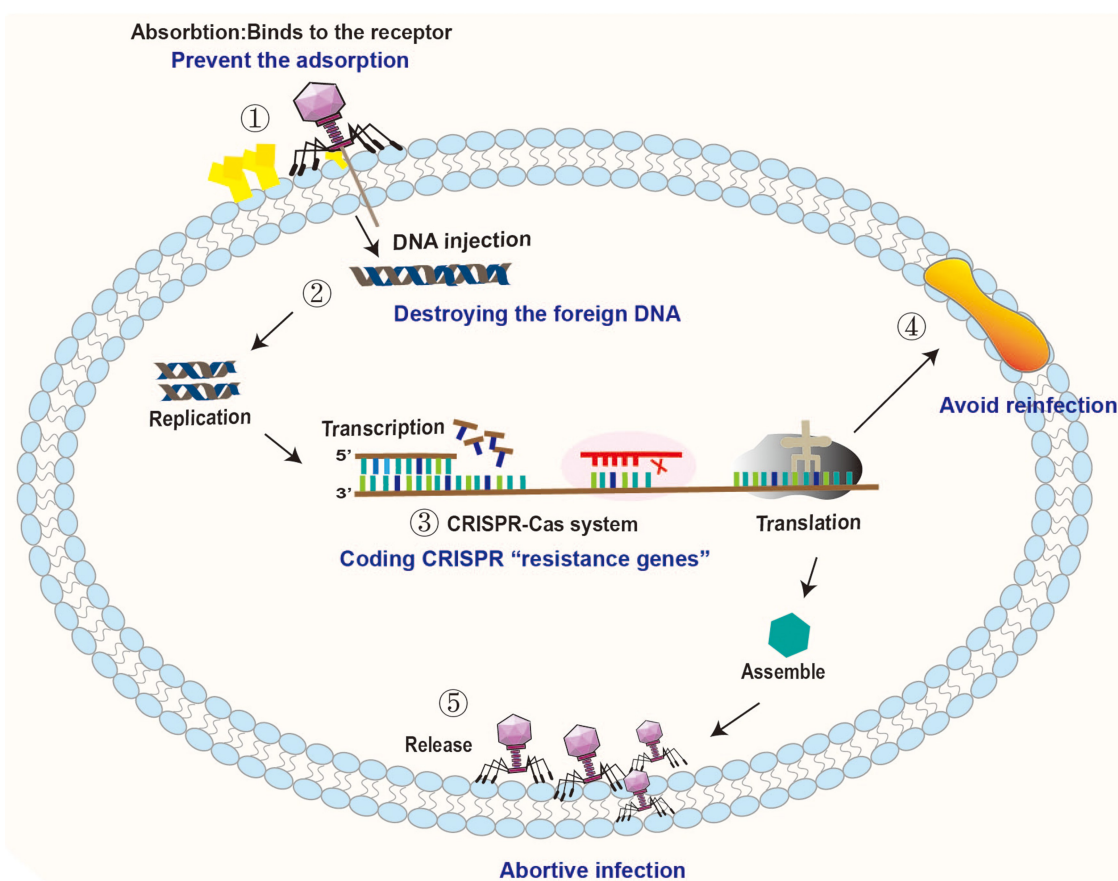 Absorbtion:Binds to the receptor
Prevent the adsorption
①
DNA injection
②
Destroying the foreign DNA
④
Replication
Avoid reinfection
Transcription
5’
3’
③ CRISPR-Cas system
Translation
Coding CRISPR “resistance genes”
Assemble
⑤
Release
Abortive infection